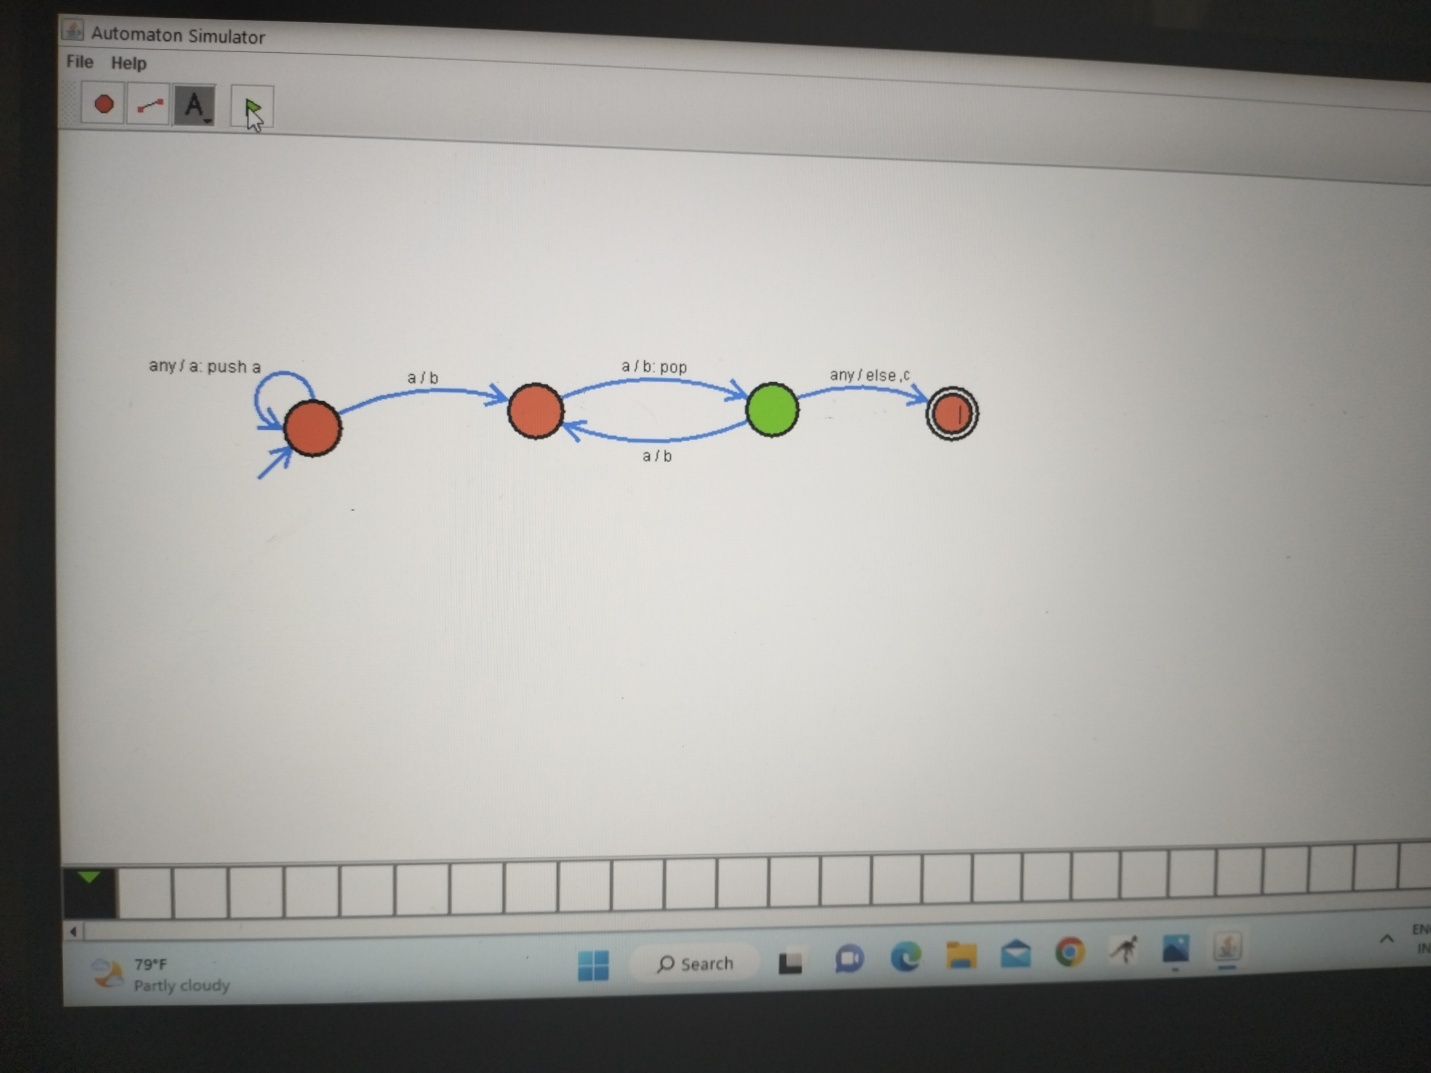 Automaton Simulator
File Help
A
any / a: push a
a / b
a / b: pop
any / else,c
a / b
79°F
Partly cloudy
Search